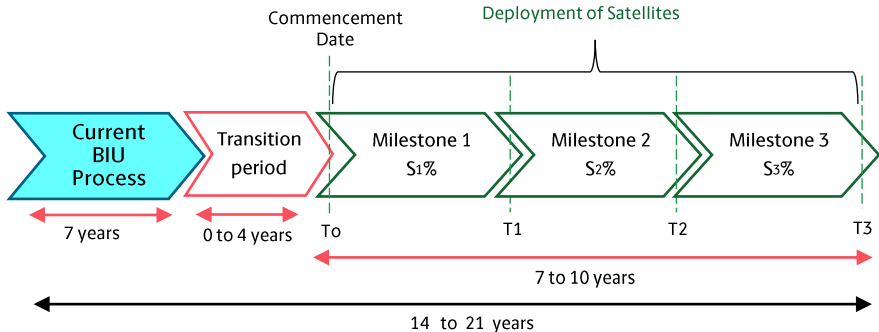 Commencement
Date
Deployment of Satellites
Current
BIU
Process
Transition
period
Milestone 1
S1%
Milestone 2
S2%
Milestone 3
S3%
7 years
0 to 4 years
To
T1
T2
T3
7 to 10 years
14 to 21 years